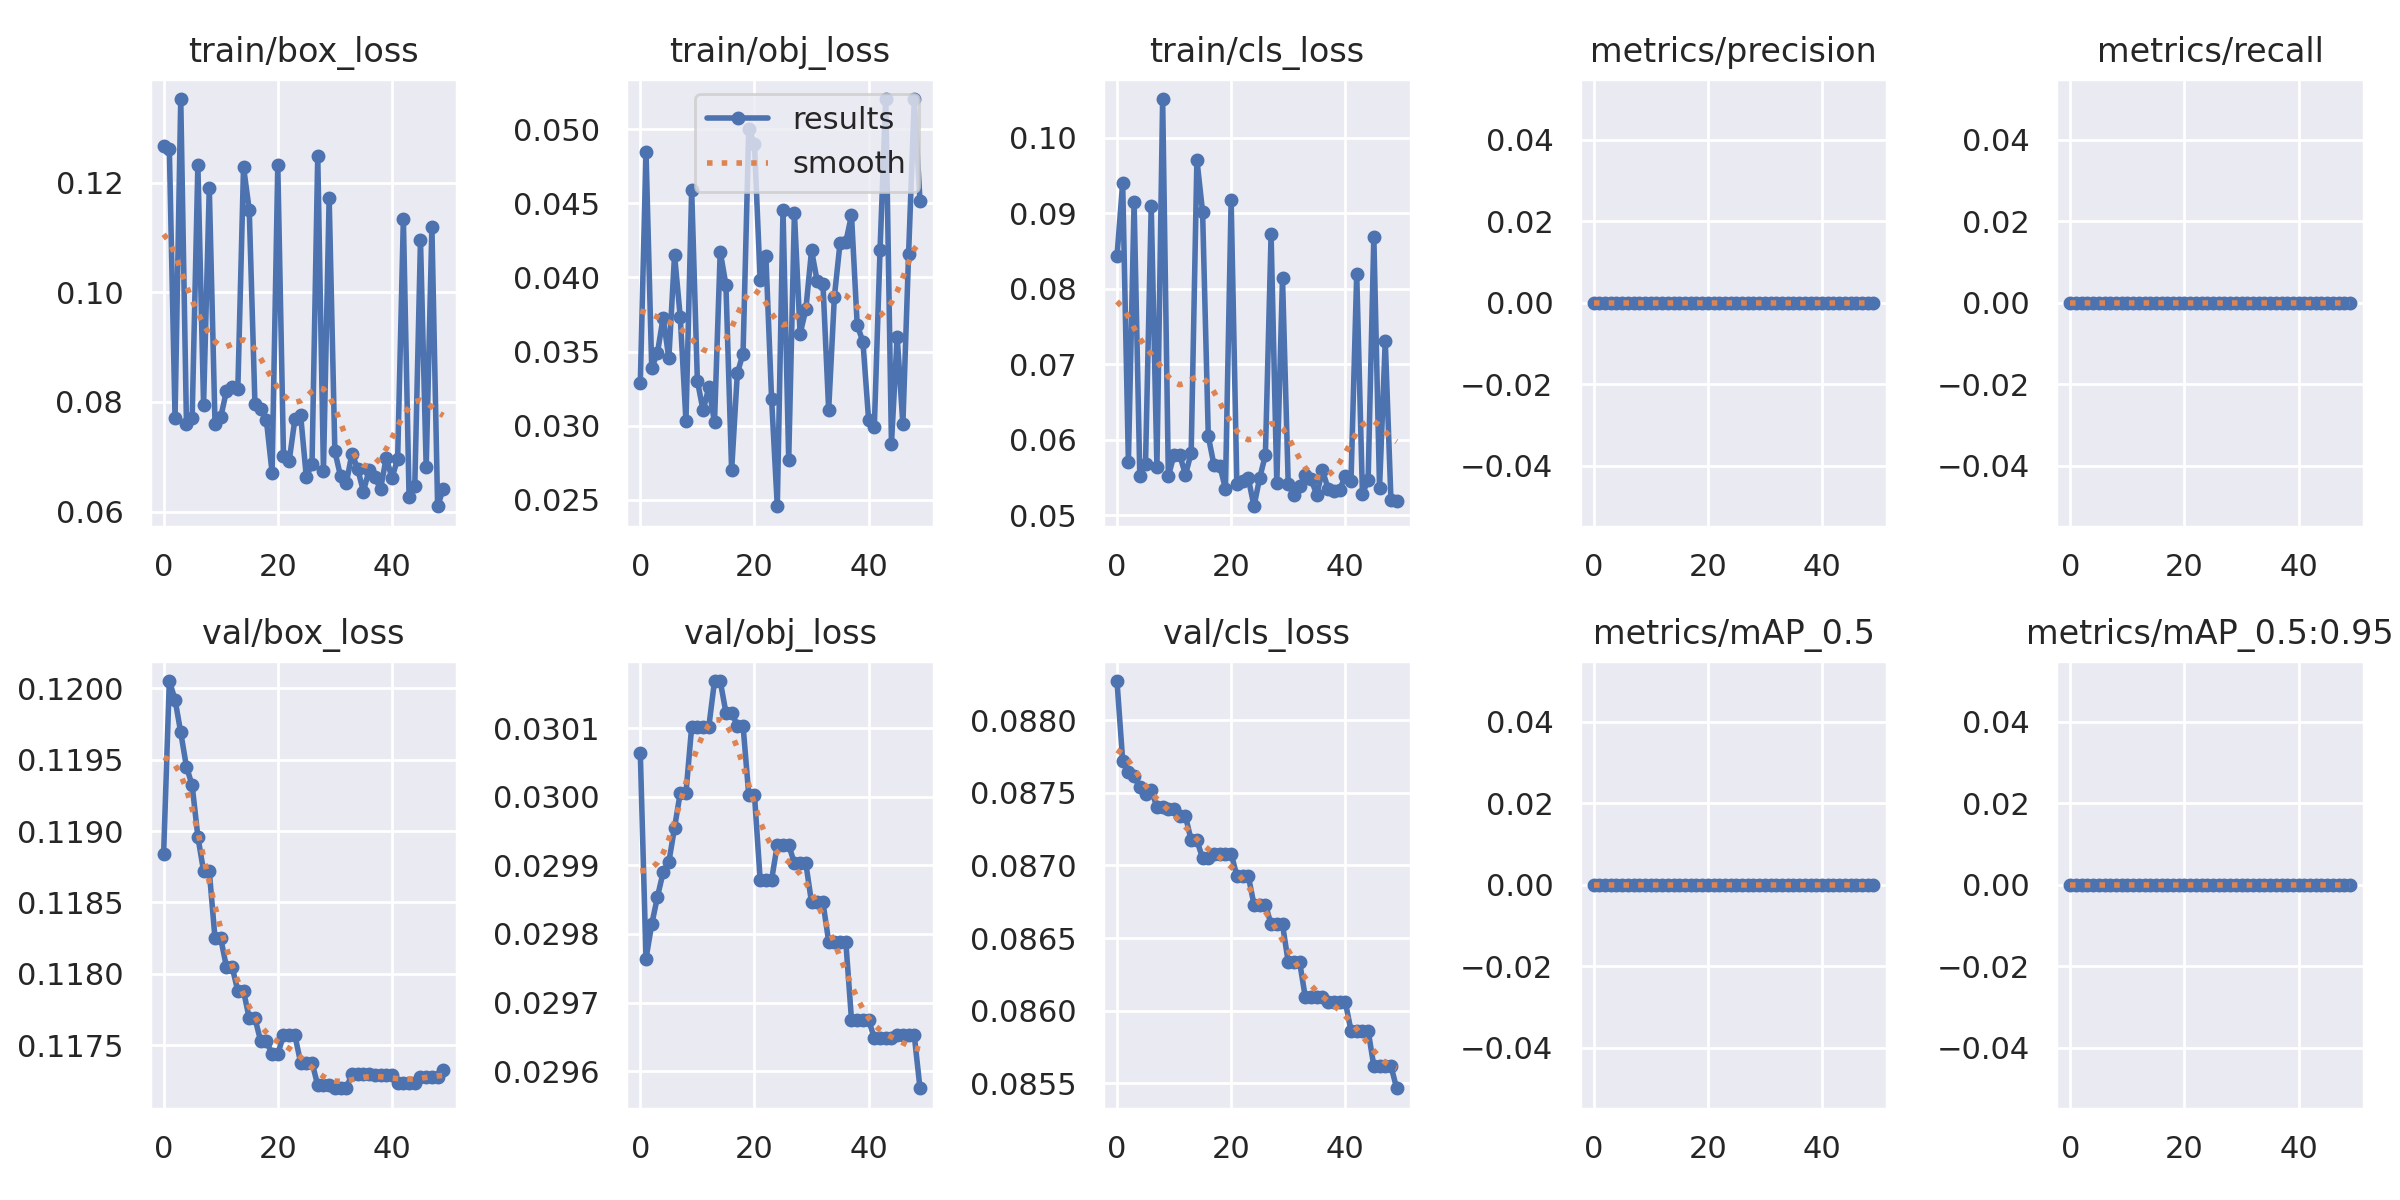 train/box_loss
0.12
0.10
0.08
0.06
0 20 40
train/obj_loss
results
smooth
0.050
0.045
0.040
0.035
0.030
0.025
0 20 40
train/cls_loss
0.10
0.09
0.08
0.07
0.06
0.05
0 20 40
metrics/precision
0.04
0.02
0.00
−0.02
−0.04
0 20 40
metrics/recall
0.04
0.02
0.00
−0.02
−0.04
0 20 40
val/box_loss
0.1200
0.1195
0.1190
0.1185
0.1180
0.1175
0 20 40
val/obj_loss
0.0301
0.0300
0.0299
0.0298
0.0297
0.0296
0 20 40
val/cls_loss
0.0880
0.0875
0.0870
0.0865
0.0860
0.0855
0 20 40
metrics/mAP_0.5
0.04
0.02
0.00
−0.02
−0.04
0 20 40
metrics/mAP_0.5:0.95
0.04
0.02
0.00
−0.02
−0.04
0 20 40